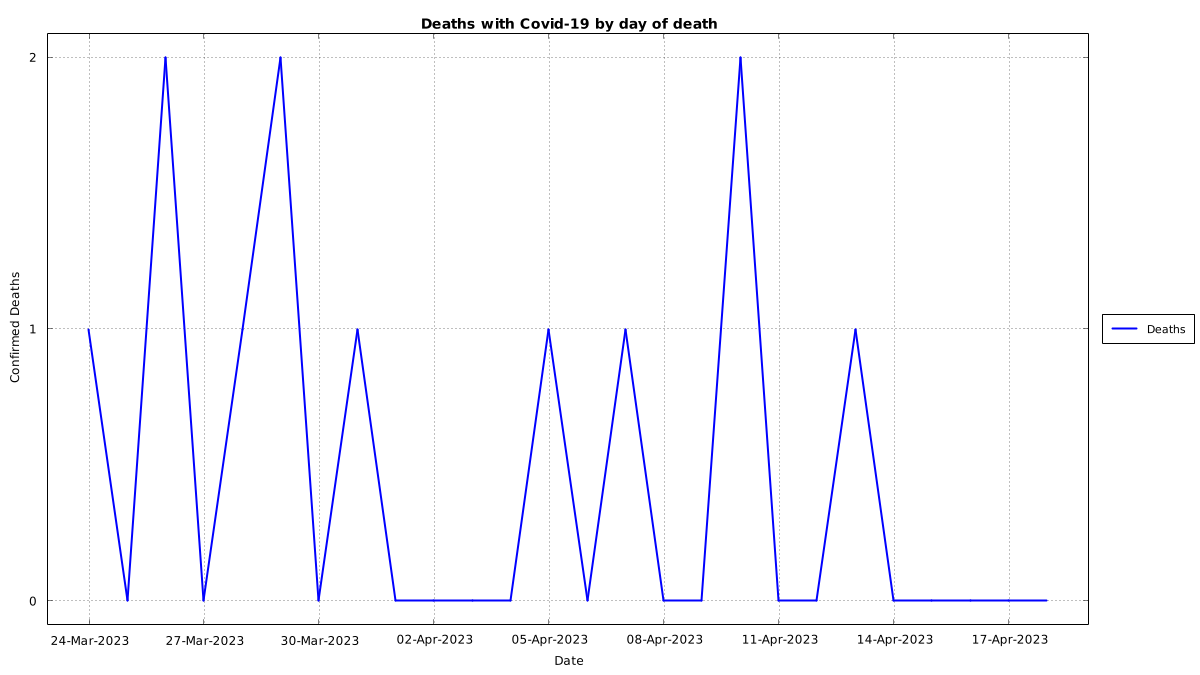 Deaths with Covid-19 by day of death
2
1
0
Confirmed Deaths
24-Mar-2023 27-Mar-2023 30-Mar-2023 02-Apr-2023 05-Apr-2023 08-Apr-2023 11-Apr-2023 14-Apr-2023 17-Apr-2023
Date
Deaths